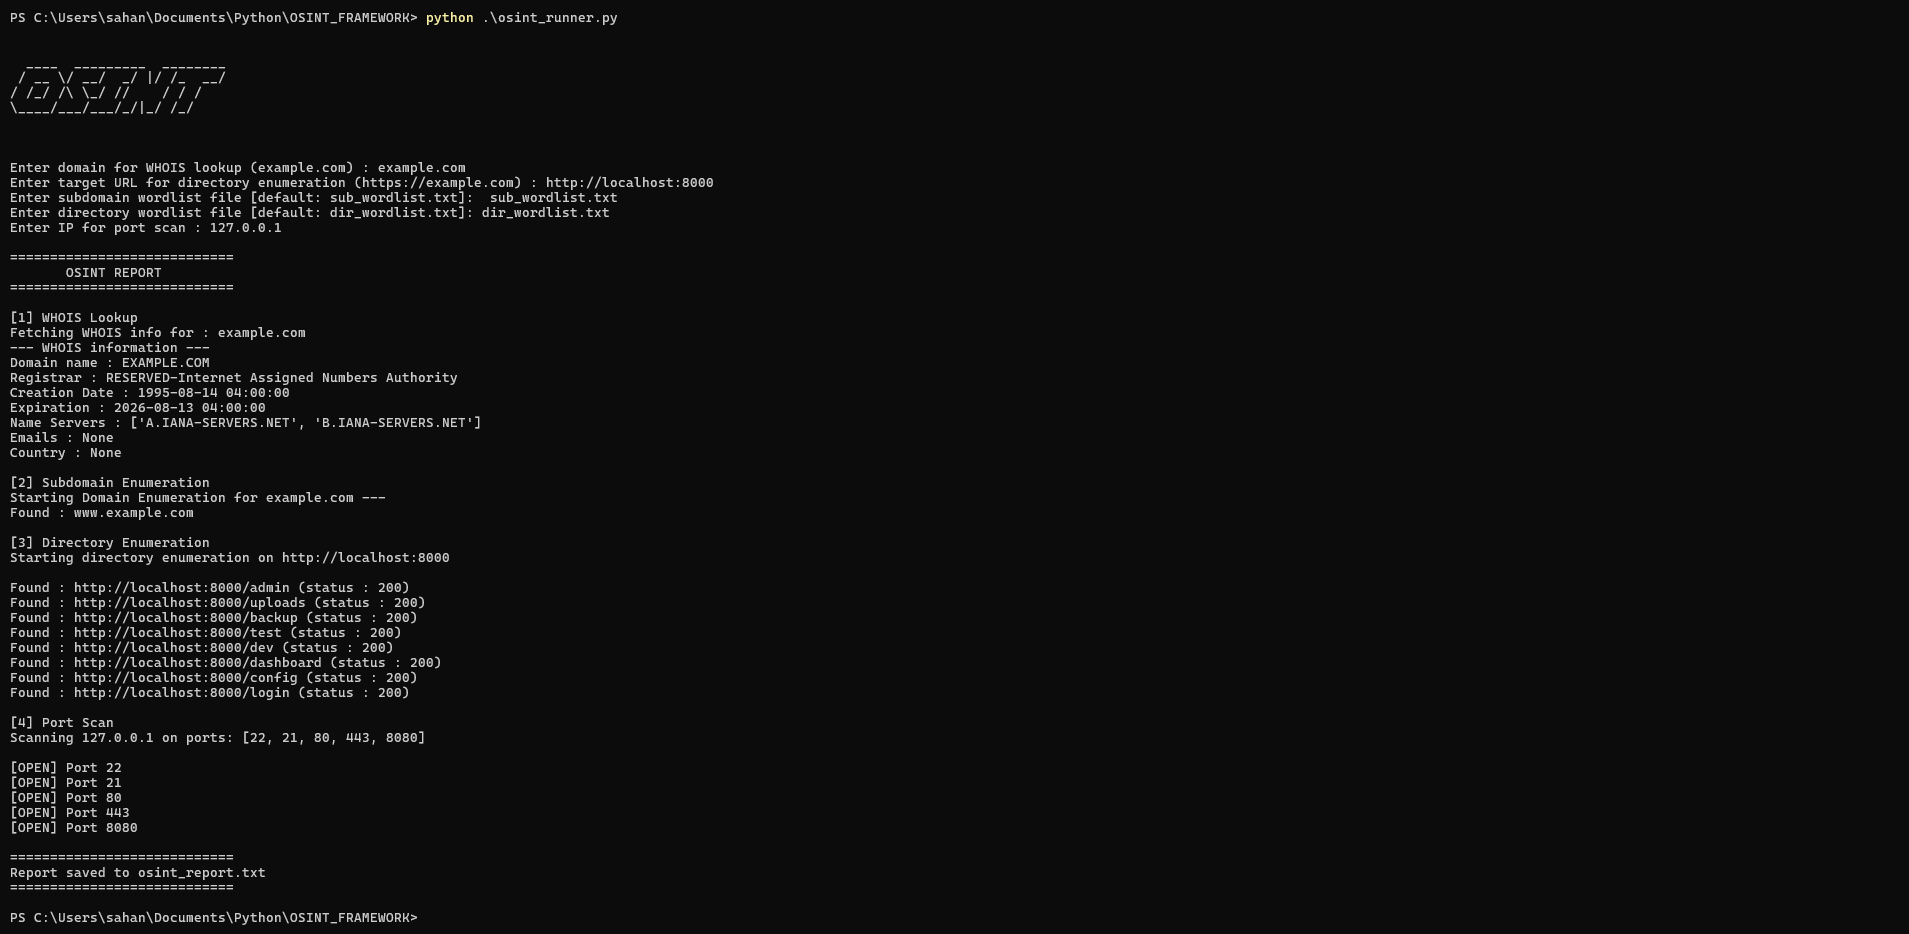 PS C:\Users\sahan\Documents\Python\OSINT_FRAMEWORK> python .\osint_runner.py
   ____  _________  ________
  / __ \/ __/  _/ |/ /_  __/
 / /_/ /\ \_/ //    / / /
 \____/___/___/_/|_/ /_/
Enter domain for WHOIS lookup (example.com) : example.com
Enter target URL for directory enumeration (https://example.com) : http://localhost:8000
Enter subdomain wordlist file [default: sub_wordlist.txt]:  sub_wordlist.txt
Enter directory wordlist file [default: dir_wordlist.txt]: dir_wordlist.txt
Enter IP for port scan : 127.0.0.1
============================
       OSINT REPORT
============================
[1] WHOIS Lookup
Fetching WHOIS info for : example.com
--- WHOIS information ---
Domain name : EXAMPLE.COM
Registrar : RESERVED-Internet Assigned Numbers Authority
Creation Date : 1995-08-14 04:00:00
Expiration : 2026-08-13 04:00:00
Name Servers : ['A.IANA-SERVERS.NET', 'B.IANA-SERVERS.NET']
Emails : None
Country : None
[2] Subdomain Enumeration
Starting Domain Enumeration for example.com ---
Found : www.example.com
[3] Directory Enumeration
Starting directory enumeration on http://localhost:8000
Found : http://localhost:8000/admin (status : 200)
Found : http://localhost:8000/uploads (status : 200)
Found : http://localhost:8000/backup (status : 200)
Found : http://localhost:8000/test (status : 200)
Found : http://localhost:8000/dev (status : 200)
Found : http://localhost:8000/dashboard (status : 200)
Found : http://localhost:8000/config (status : 200)
Found : http://localhost:8000/login (status : 200)
[4] Port Scan
Scanning 127.0.0.1 on ports: [22, 21, 80, 443, 8080]
[OPEN] Port 22
[OPEN] Port 21
[OPEN] Port 80
[OPEN] Port 443
[OPEN] Port 8080
============================
Report saved to osint_report.txt
============================
PS C:\Users\sahan\Documents\Python\OSINT_FRAMEWORK>